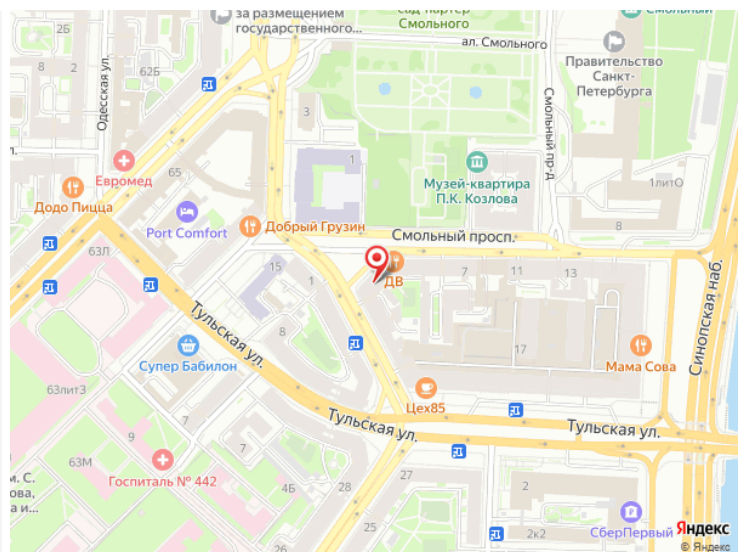 за размещением
государственного...
сад-партер
Смольного
Смольный
ал. Смольного
8
2
62Б
Одесская ул.
Правительство
Санкт-
Петербурга
3
Смольный пр-д
Евромед
65
1
Музей-квартира
П.К. Козлова
1литО
Додо Пицца
Port Comfort
Добрый Грузин
8
Смольный просп.
63Л
15
1
ДВ
7
11
13
Синопская наб.
Тульская ул.
8
Супер Бабилон
17
Мама Сова
63литЗ
Цех85
Тульская ул.
Тульская ул.
9
7
63М
Госпиталь № 442
м. С.
ова,
а и...
4Б
28
27
25
2
2к2
СберПервый
Яндекс
© Яндекс